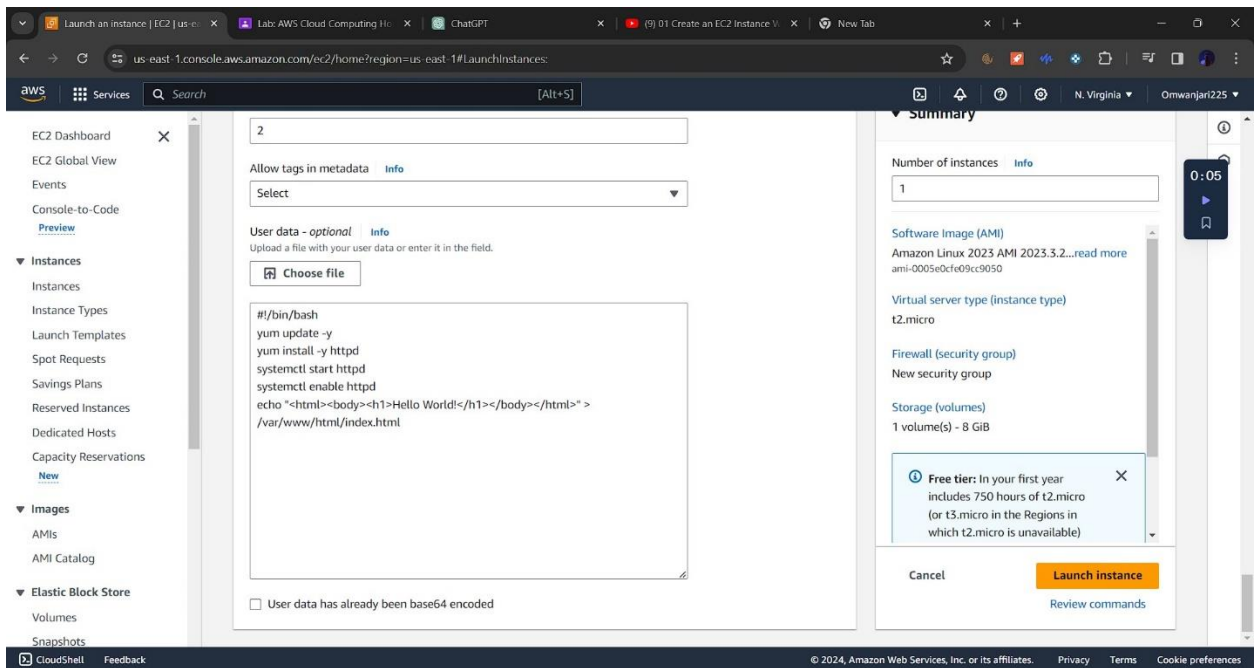 Launch an instance | EC2 | us-ea
Lab: AWS Cloud Computing Ho
ChatGPT
(9) 01 Create an EC2 Instance
New Tab
us-east-1.console.aws.amazon.com/ec2/home?region=us-east-1#LaunchInstances:
aws
Services
Search
[Alt+S]
N. Virginia
Omwanjari225
EC2 Dashboard
EC2 Global View
Events
Console-to-Code
Preview
Instances
Instances
Instance Types
Launch Templates
Spot Requests
Savings Plans
Reserved Instances
Dedicated Hosts
Capacity Reservations
New
Images
AMIs
AMI Catalog
Elastic Block Store
Volumes
Snapshots
2
Allow tags in metadata Info
Select
User data - optional Info
Upload a file with your user data or enter it in the field.
Choose file
#!/bin/bash
yum update -y
yum install -y httpd
systemctl start httpd
systemctl enable httpd
echo "<html><body><h1>Hello World!</h1></body></html>" >
/var/www/html/index.html
User data has already been base64 encoded
Summary
Number of instances Info
1
Software Image (AMI)
Amazon Linux 2023 AMI 2023.3.2...read more
ami-0005e0cfe09cc9050
Virtual server type (instance type)
t2.micro
Firewall (security group)
New security group
Storage (volumes)
1 volume(s) - 8 GiB
Free tier: In your first year
includes 750 hours of t2.micro
(or t3.micro in the Regions in
which t2.micro is unavailable)
Cancel
Launch instance
Review commands
0:05
CloudShell
Feedback
© 2024, Amazon Web Services, Inc. or its affiliates.
Privacy
Terms
Cookie preferences